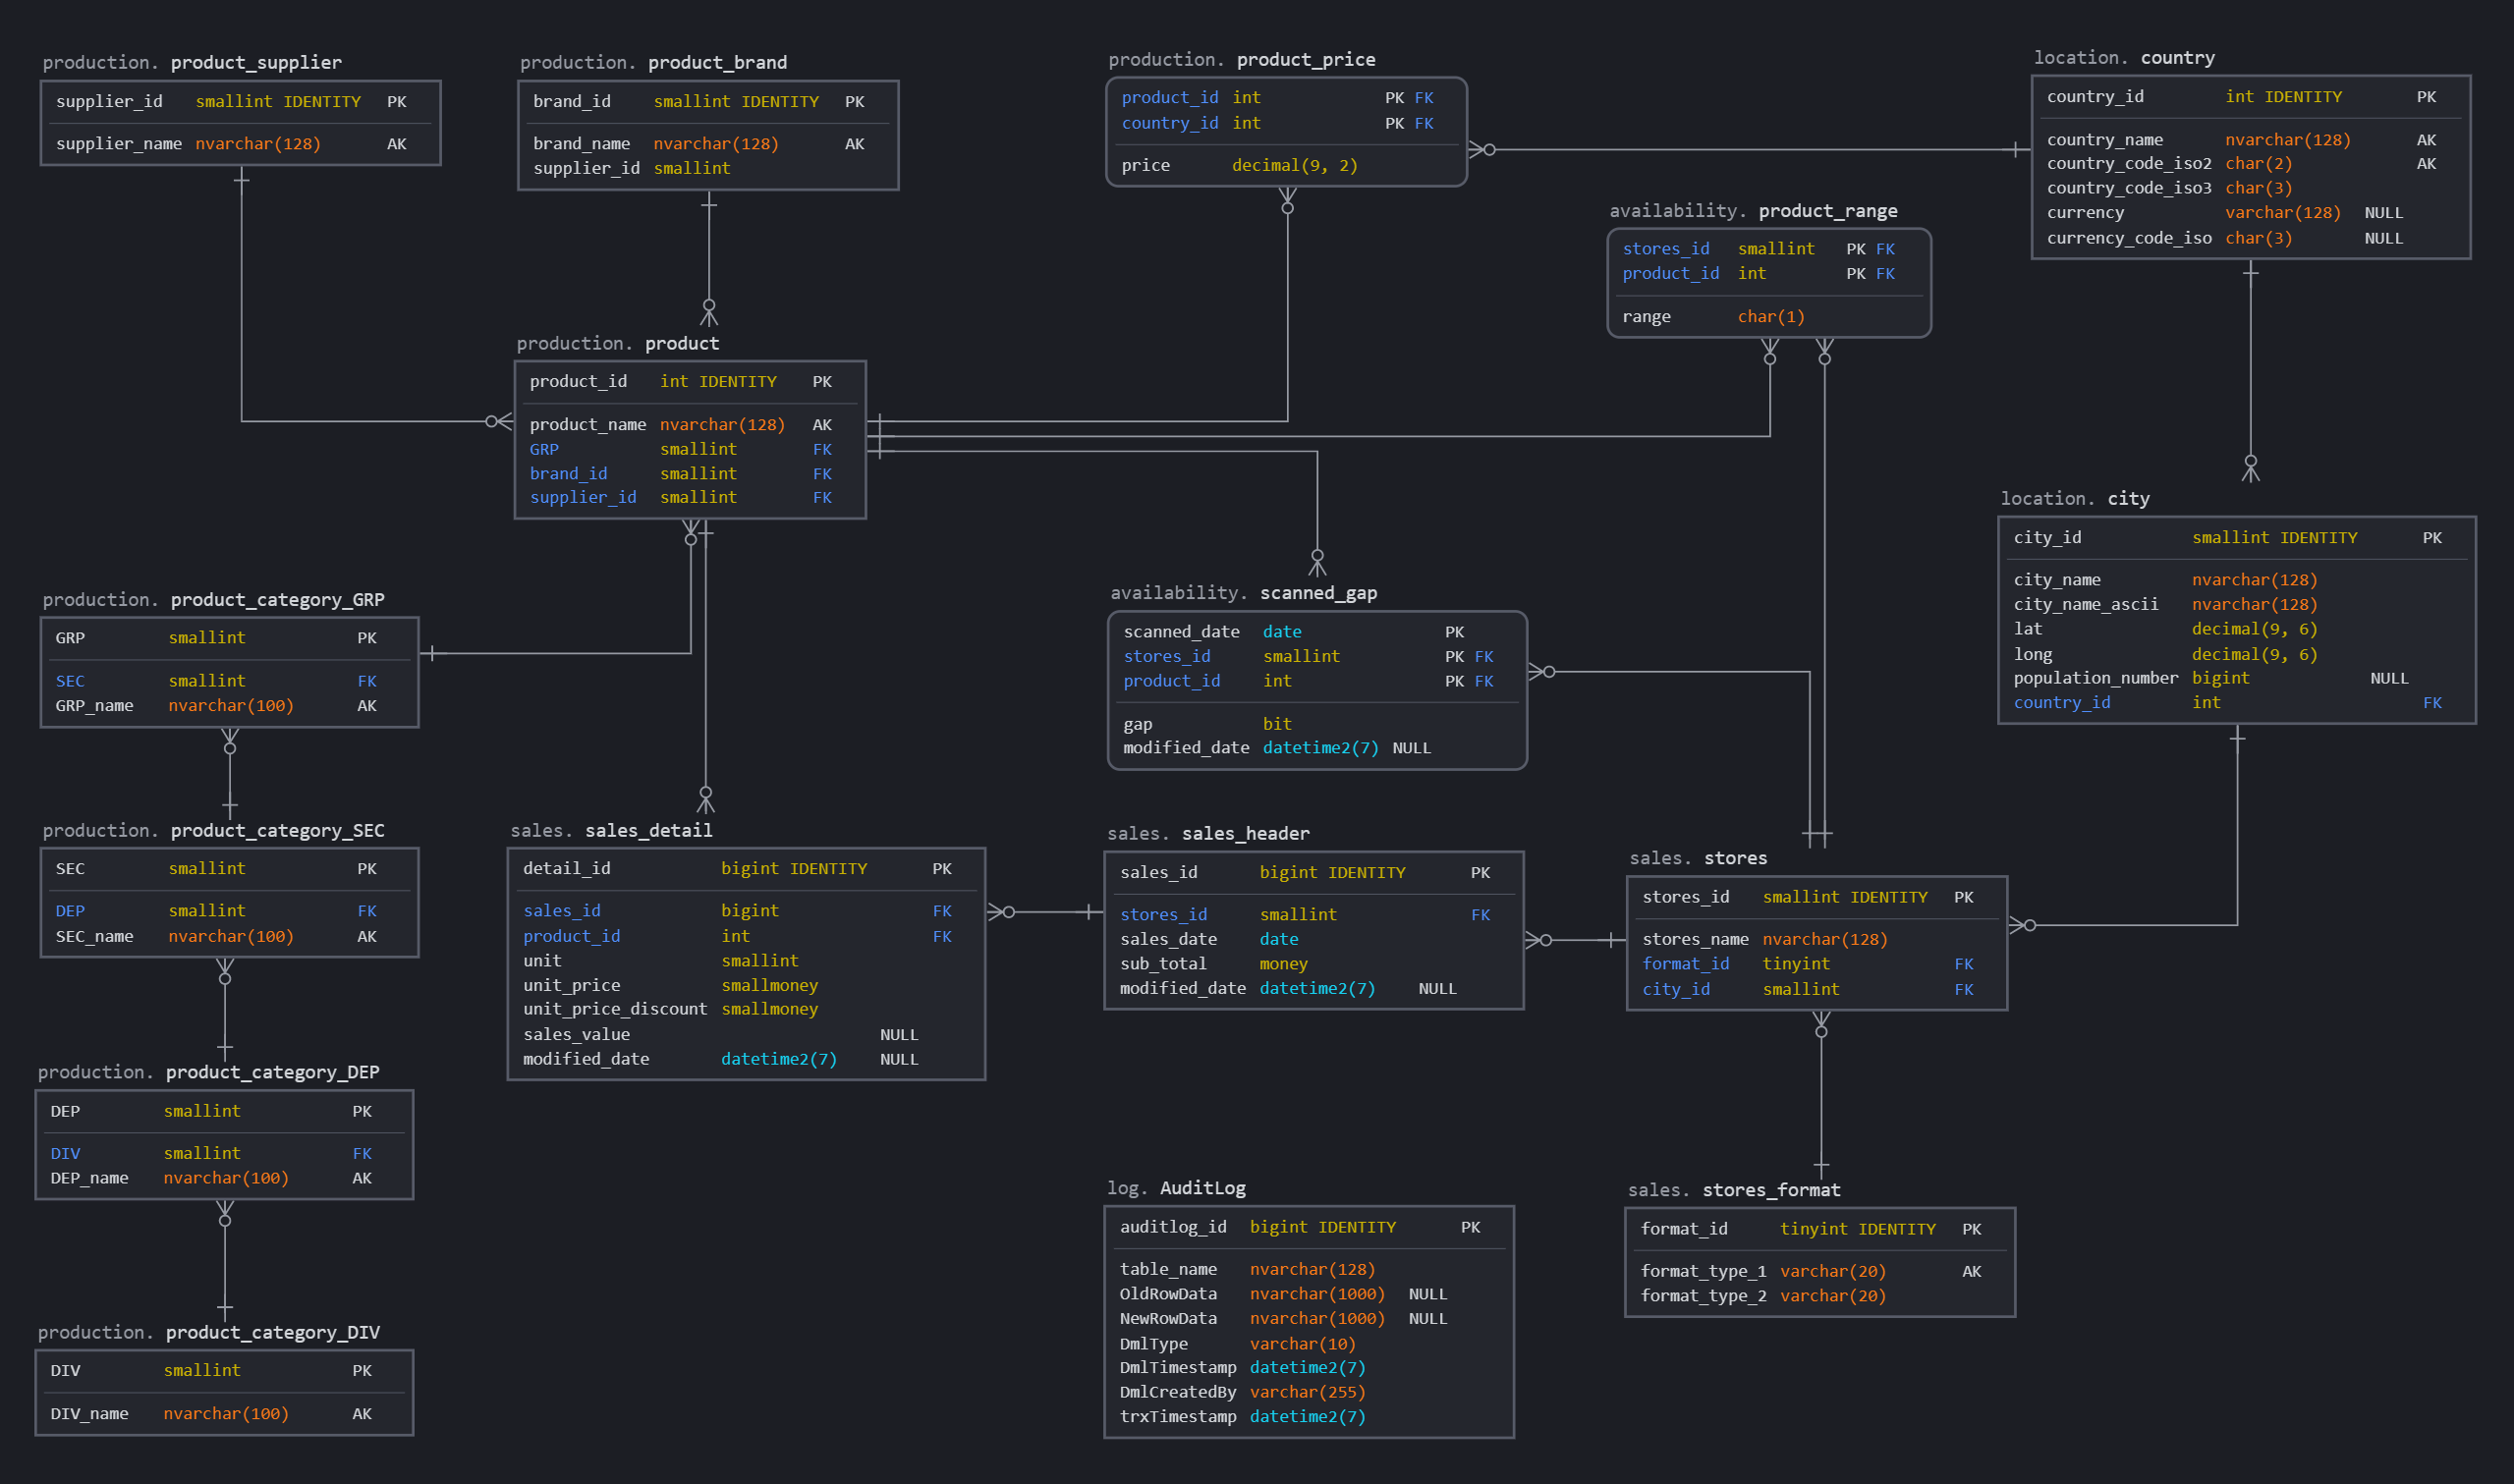 production. product_supplier
supplier_id smallint IDENTITY PK
supplier_name nvarchar(128) AK
production. product_brand
brand_id smallint IDENTITY PK
brand_name nvarchar(128) AK
supplier_id smallint
production. product_price
product_id int PK FK
country_id int PK FK
price decimal(9, 2)
location. country
country_id int IDENTITY PK
country_name nvarchar(128) AK
country_code_iso2 char(2) AK
country_code_iso3 char(3)
currency varchar(128) NULL
currency_code_iso char(3) NULL
availability. product_range
stores_id smallint PK FK
product_id int PK FK
range char(1)
production. product
product_id int IDENTITY PK
product_name nvarchar(128) AK
GRP smallint FK
brand_id smallint FK
supplier_id smallint FK
location. city
city_id smallint IDENTITY PK
city_name nvarchar(128)
city_name_ascii nvarchar(128)
lat decimal(9, 6)
long decimal(9, 6)
population_number bigint NULL
country_id int FK
production. product_category_GRP
GRP smallint PK
SEC smallint FK
GRP_name nvarchar(100) AK
availability. scanned_gap
scanned_date date PK
stores_id smallint PK FK
product_id int PK FK
gap bit
modified_date datetime2(7) NULL
production. product_category_SEC
SEC smallint PK
DEP smallint FK
SEC_name nvarchar(100) AK
sales. sales_detail
detail_id bigint IDENTITY PK
sales_id bigint FK
product_id int FK
unit smallint
unit_price smallmoney
unit_price_discount smallmoney
sales_value NULL
modified_date datetime2(7) NULL
sales. sales_header
sales_id bigint IDENTITY PK
stores_id smallint FK
sales_date date
sub_total money
modified_date datetime2(7) NULL
sales. stores
stores_id smallint IDENTITY PK
stores_name nvarchar(128)
format_id tinyint FK
city_id smallint FK
production. product_category_DEP
DEP smallint PK
DIV smallint FK
DEP_name nvarchar(100) AK
log. AuditLog
auditlog_id bigint IDENTITY PK
table_name nvarchar(128)
OldRowData nvarchar(1000) NULL
NewRowData nvarchar(1000) NULL
DmlType varchar(10)
DmlTimestamp datetime2(7)
DmlCreatedBy varchar(255)
trxTimestamp datetime2(7)
sales. stores_format
format_id tinyint IDENTITY PK
format_type_1 varchar(20) AK
format_type_2 varchar(20)
production. product_category_DIV
DIV smallint PK
DIV_name nvarchar(100) AK